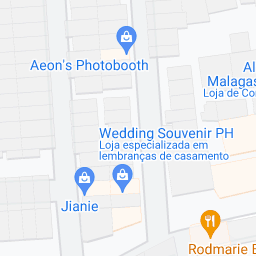 Aeon's Photobooth
Al
Malagas
Loja de Co
Wedding Souvenir PH
Loja especializada em
lembranças de casamento
Jianie
Rodmarie B